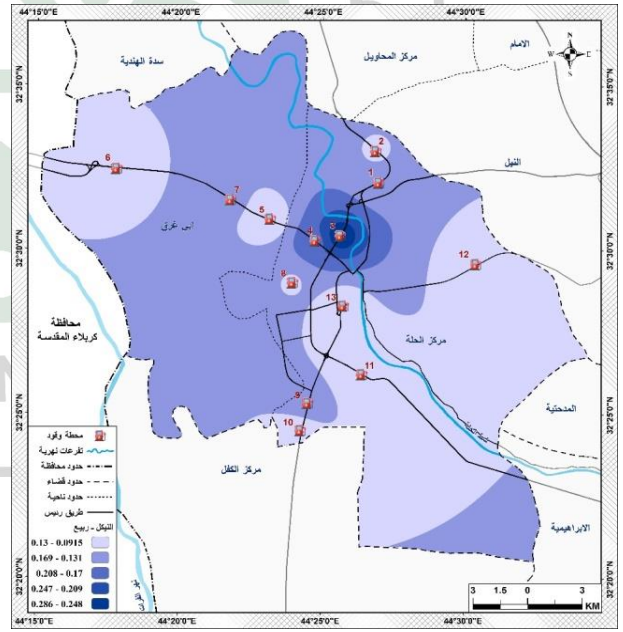 44°15'0"E 44°20'0"E 44°25'0"E 44°30'0"E
الامام
مركز المحاويل
سدة الهندية
32°35'0"N 32°35'0"N
N
W E
S
2
1
النيل
6
7
5
ابي غرق
4
3
32°30'0"N 32°30'0"N
12
8
13
محافظة
كربلاء المقدسة
مركز الحلة
11
المدحتية
32°25'0"N 32°25'0"N
9
10
مركز الكفل
الابراهيمية
محطة وقود
تفرعات نهرية
حدود محافظة
حدود قضاء
حدود ناحية
طريق رئيس
النيكل - ربيع
0.13 - 0.0915
0.169 - 0.131
0.208 - 0.17
0.247 - 0.209
0.286 - 0.248
32°20'0"N 32°20'0"N
3 1.5 0 3
KM
44°15'0"E 44°20'0"E 44°25'0"E 44°30'0"E